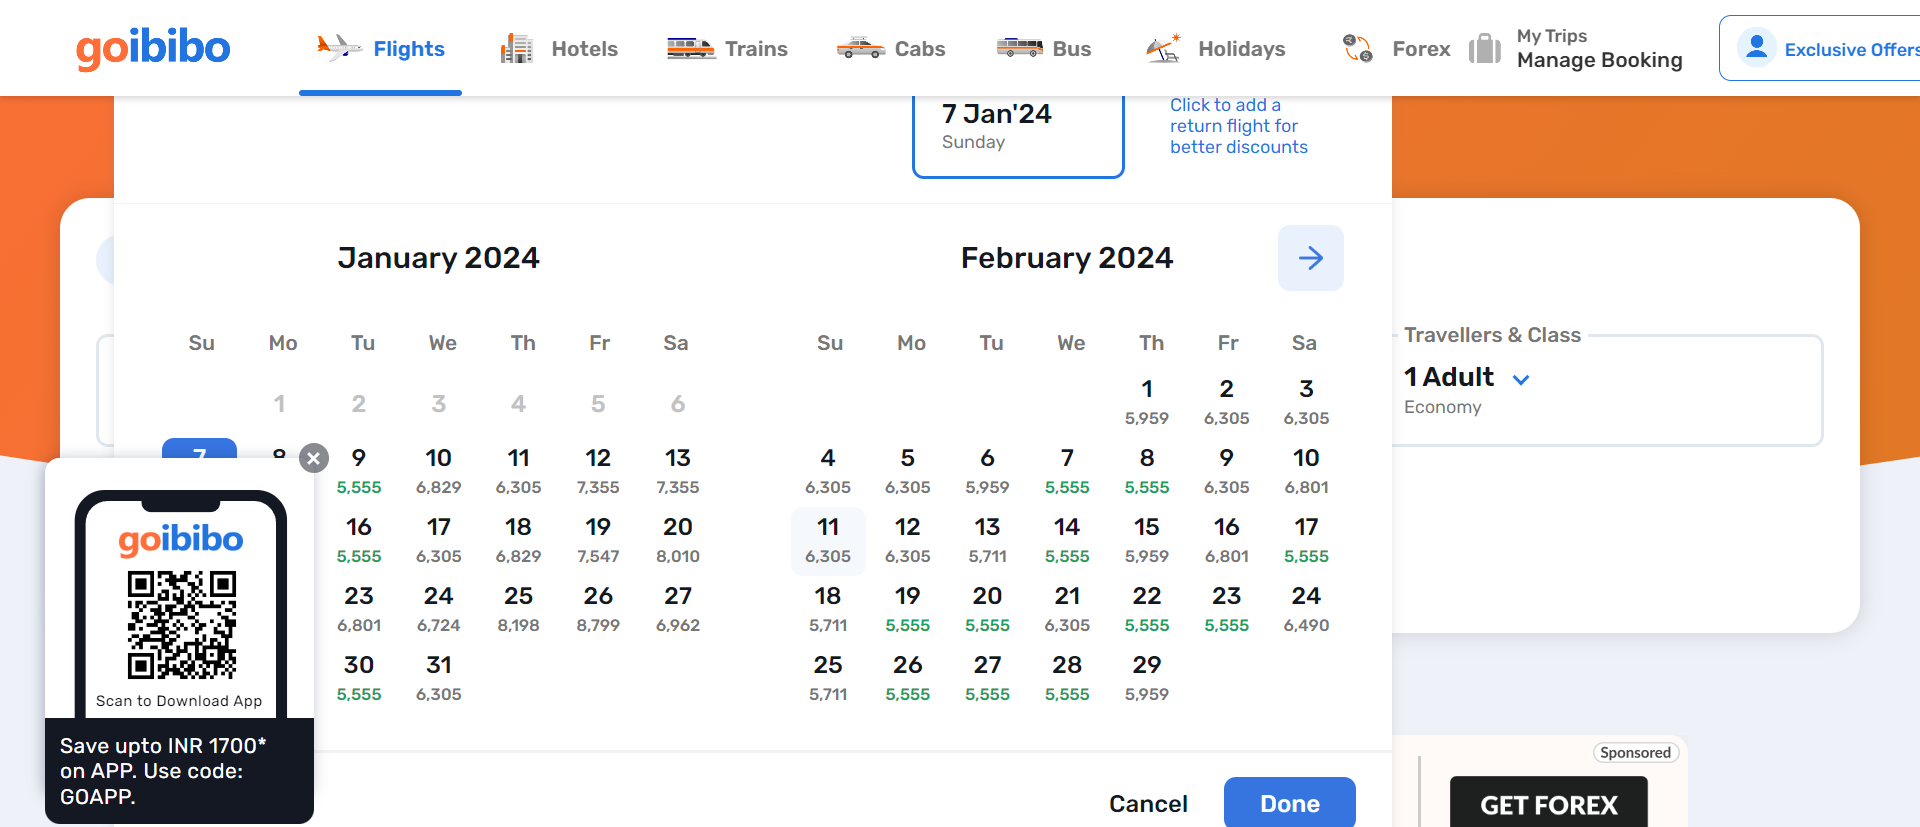 goibibo
Flights
Hotels
Trains
Cabs
Bus
Holidays
Forex
My Trips
Manage Booking
Exclusive Offers
7 Jan'24
Sunday
Click to add a
return flight for
better discounts
January 2024
February 2024
Su Mo Tu We Th Fr Sa
1 2 3 4 5 6
7 8 9 10 11 12 13
5,555 6,829 6,305 7,355 7,355
16 17 18 19 20
5,555 6,305 6,829 7,547 8,010
23 24 25 26 27
6,801 6,724 8,198 8,799 6,962
30 31
5,555 6,305
Su Mo Tu We Th Fr Sa
1 2 3
5,959 6,305 6,305
4 5 6 7 8 9 10
6,305 6,305 5,959 5,555 5,555 6,305 6,801
11 12 13 14 15 16 17
6,305 6,305 5,711 5,555 5,959 6,801 5,555
18 19 20 21 22 23 24
5,711 5,555 5,555 6,305 5,555 5,555 6,490
25 26 27 28 29
5,711 5,555 5,555 5,555 5,959
Travellers & Class
1 Adult
Economy
goibibo
Scan to Download App
Save upto INR 1700*
on APP. Use code:
GOAPP.
Cancel
Done
Sponsored
GET FOREX